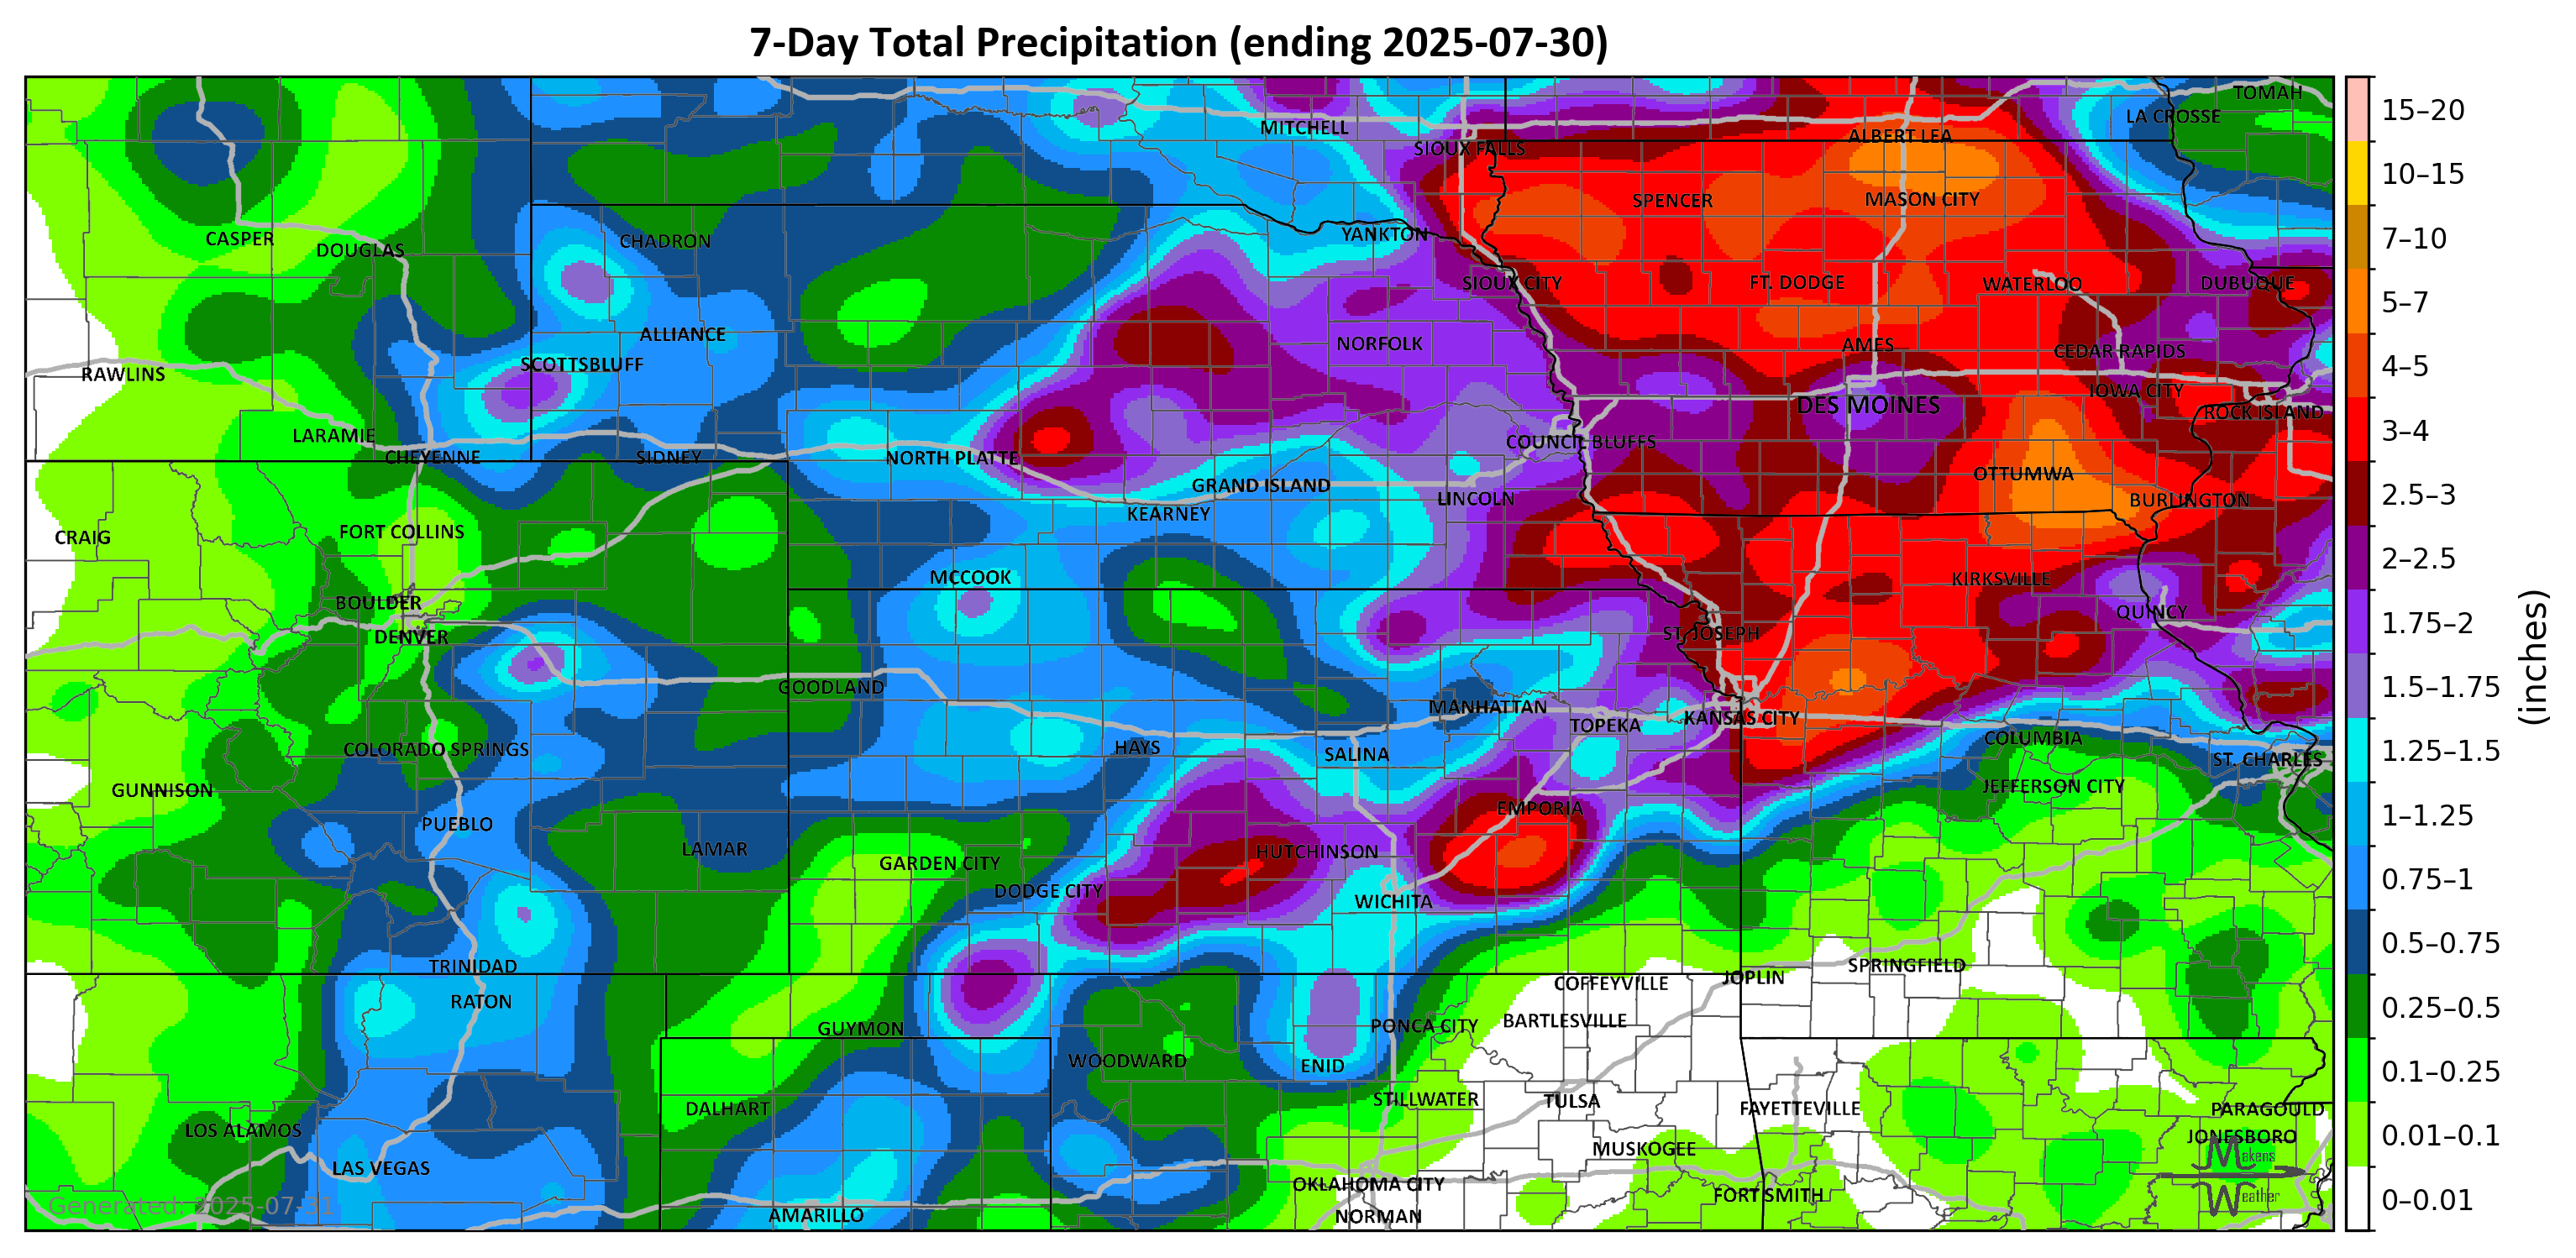 7-Day Total Precipitation (ending 2025-07-30)
TOMAH
LA CROSSE
MITCHELL
ALBERT LEA
SIOUX FALLS
SPENCER
MASON CITY
CASPER
DOUGLAS
CHADRON
YANKTON
SIOUX CITY
FT. DODGE
WATERLOO
DUBUQUE
ALLIANCE
NORFOLK
AMES
CEDAR RAPIDS
SCOTTSBLUFF
RAWLINS
IOWA CITY
DES MOINES
ROCK ISLAND
LARAMIE
COUNCIL BLUFFS
CHEYENNE
SIDNEY
NORTH PLATTE
OTTUMWA
GRAND ISLAND
LINCOLN
BURLINGTON
KEARNEY
CRAIG
FORT COLLINS
MCCOOK
KIRKSVILLE
BOULDER
QUINCY
DENVER
ST. JOSEPH
GOODLAND
MANHATTAN
KANSAS CITY
TOPEKA
COLORADO SPRINGS
HAYS
SALINA
COLUMBIA
ST. CHARLES
GUNNISON
JEFFERSON CITY
EMPORIA
PUEBLO
LAMAR
HUTCHINSON
GARDEN CITY
DODGE CITY
WICHITA
TRINIDAD
SPRINGFIELD
JOPLIN
COFFEYVILLE
RATON
BARTLESVILLE
GUYMON
PONCA CITY
WOODWARD
ENID
STILLWATER
TULSA
DALHART
FAYETTEVILLE
PARAGOULD
LOS ALAMOS
JONESBORO
MUSKOGEE
LAS VEGAS
OKLAHOMA CITY
FORT SMITH
AMARILLO
NORMAN
Generated: 2025-07-31
Makens
Weather
15–20
10–15
7–10
5–7
4–5
3–4
2.5–3
2–2.5
1.75–2
1.5–1.75
1.25–1.5
1–1.25
0.75–1
0.5–0.75
0.25–0.5
0.1–0.25
0.01–0.1
0–0.01
(inches)